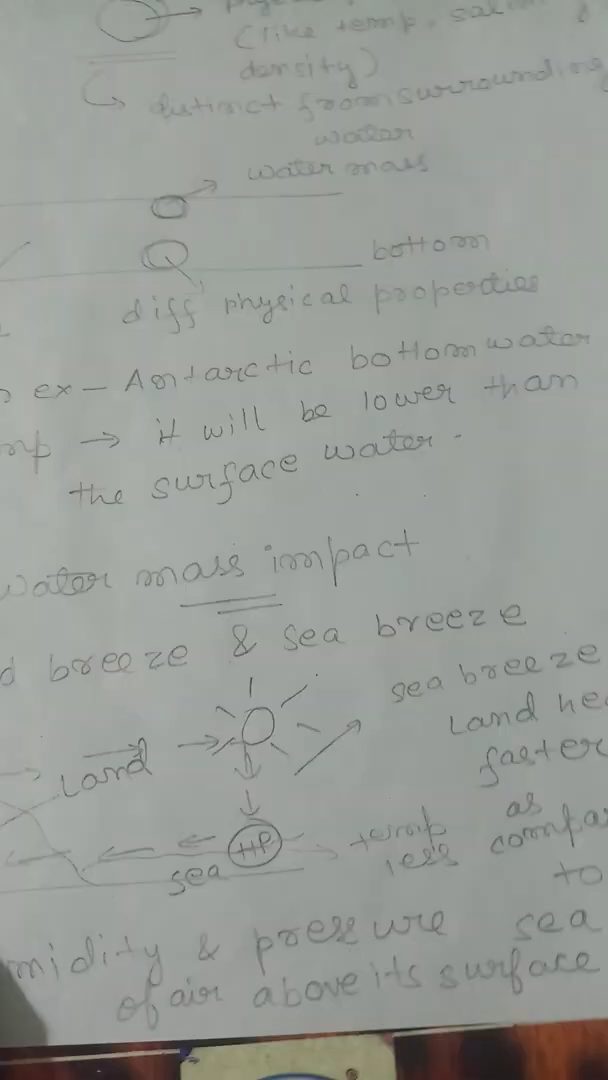 (like temp, sal
density)
distinct from surrounding
water
water mass
bottom
diff physical properties
ex - Antarctic bottom water
mp → it will be lower than
the surface water.
Water mass impact
d breeze & sea breeze
sea breeze
Land hea
faster
Land
as
HP
temp
less
compa
sea
to
midity & pressure sea
of air above its surface